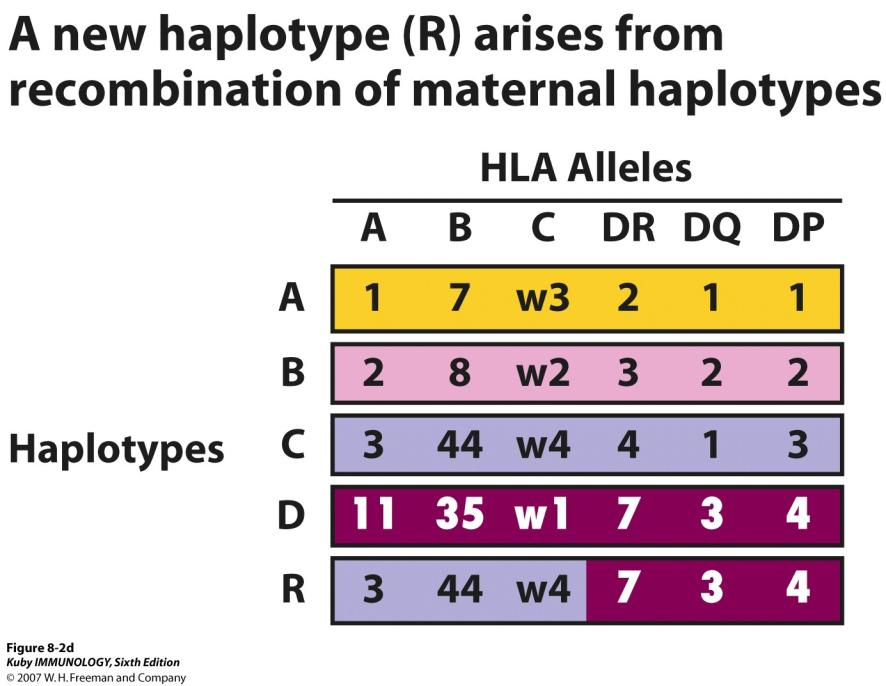 A new haplotype (R) arises from
recombination of maternal haplotypes
HLA Alleles
A B C DR DQ DP
A 1 7 w3 2 1 1
B 2 8 w2 3 2 2
Haplotypes C 3 44 w4 4 1 3
D 11 35 w1 7 3 4
R 3 44 w4 7 3 4
Figure 8-2d
Kuby IMMUNOLOGY, Sixth Edition
© 2007 W. H. Freeman and Company